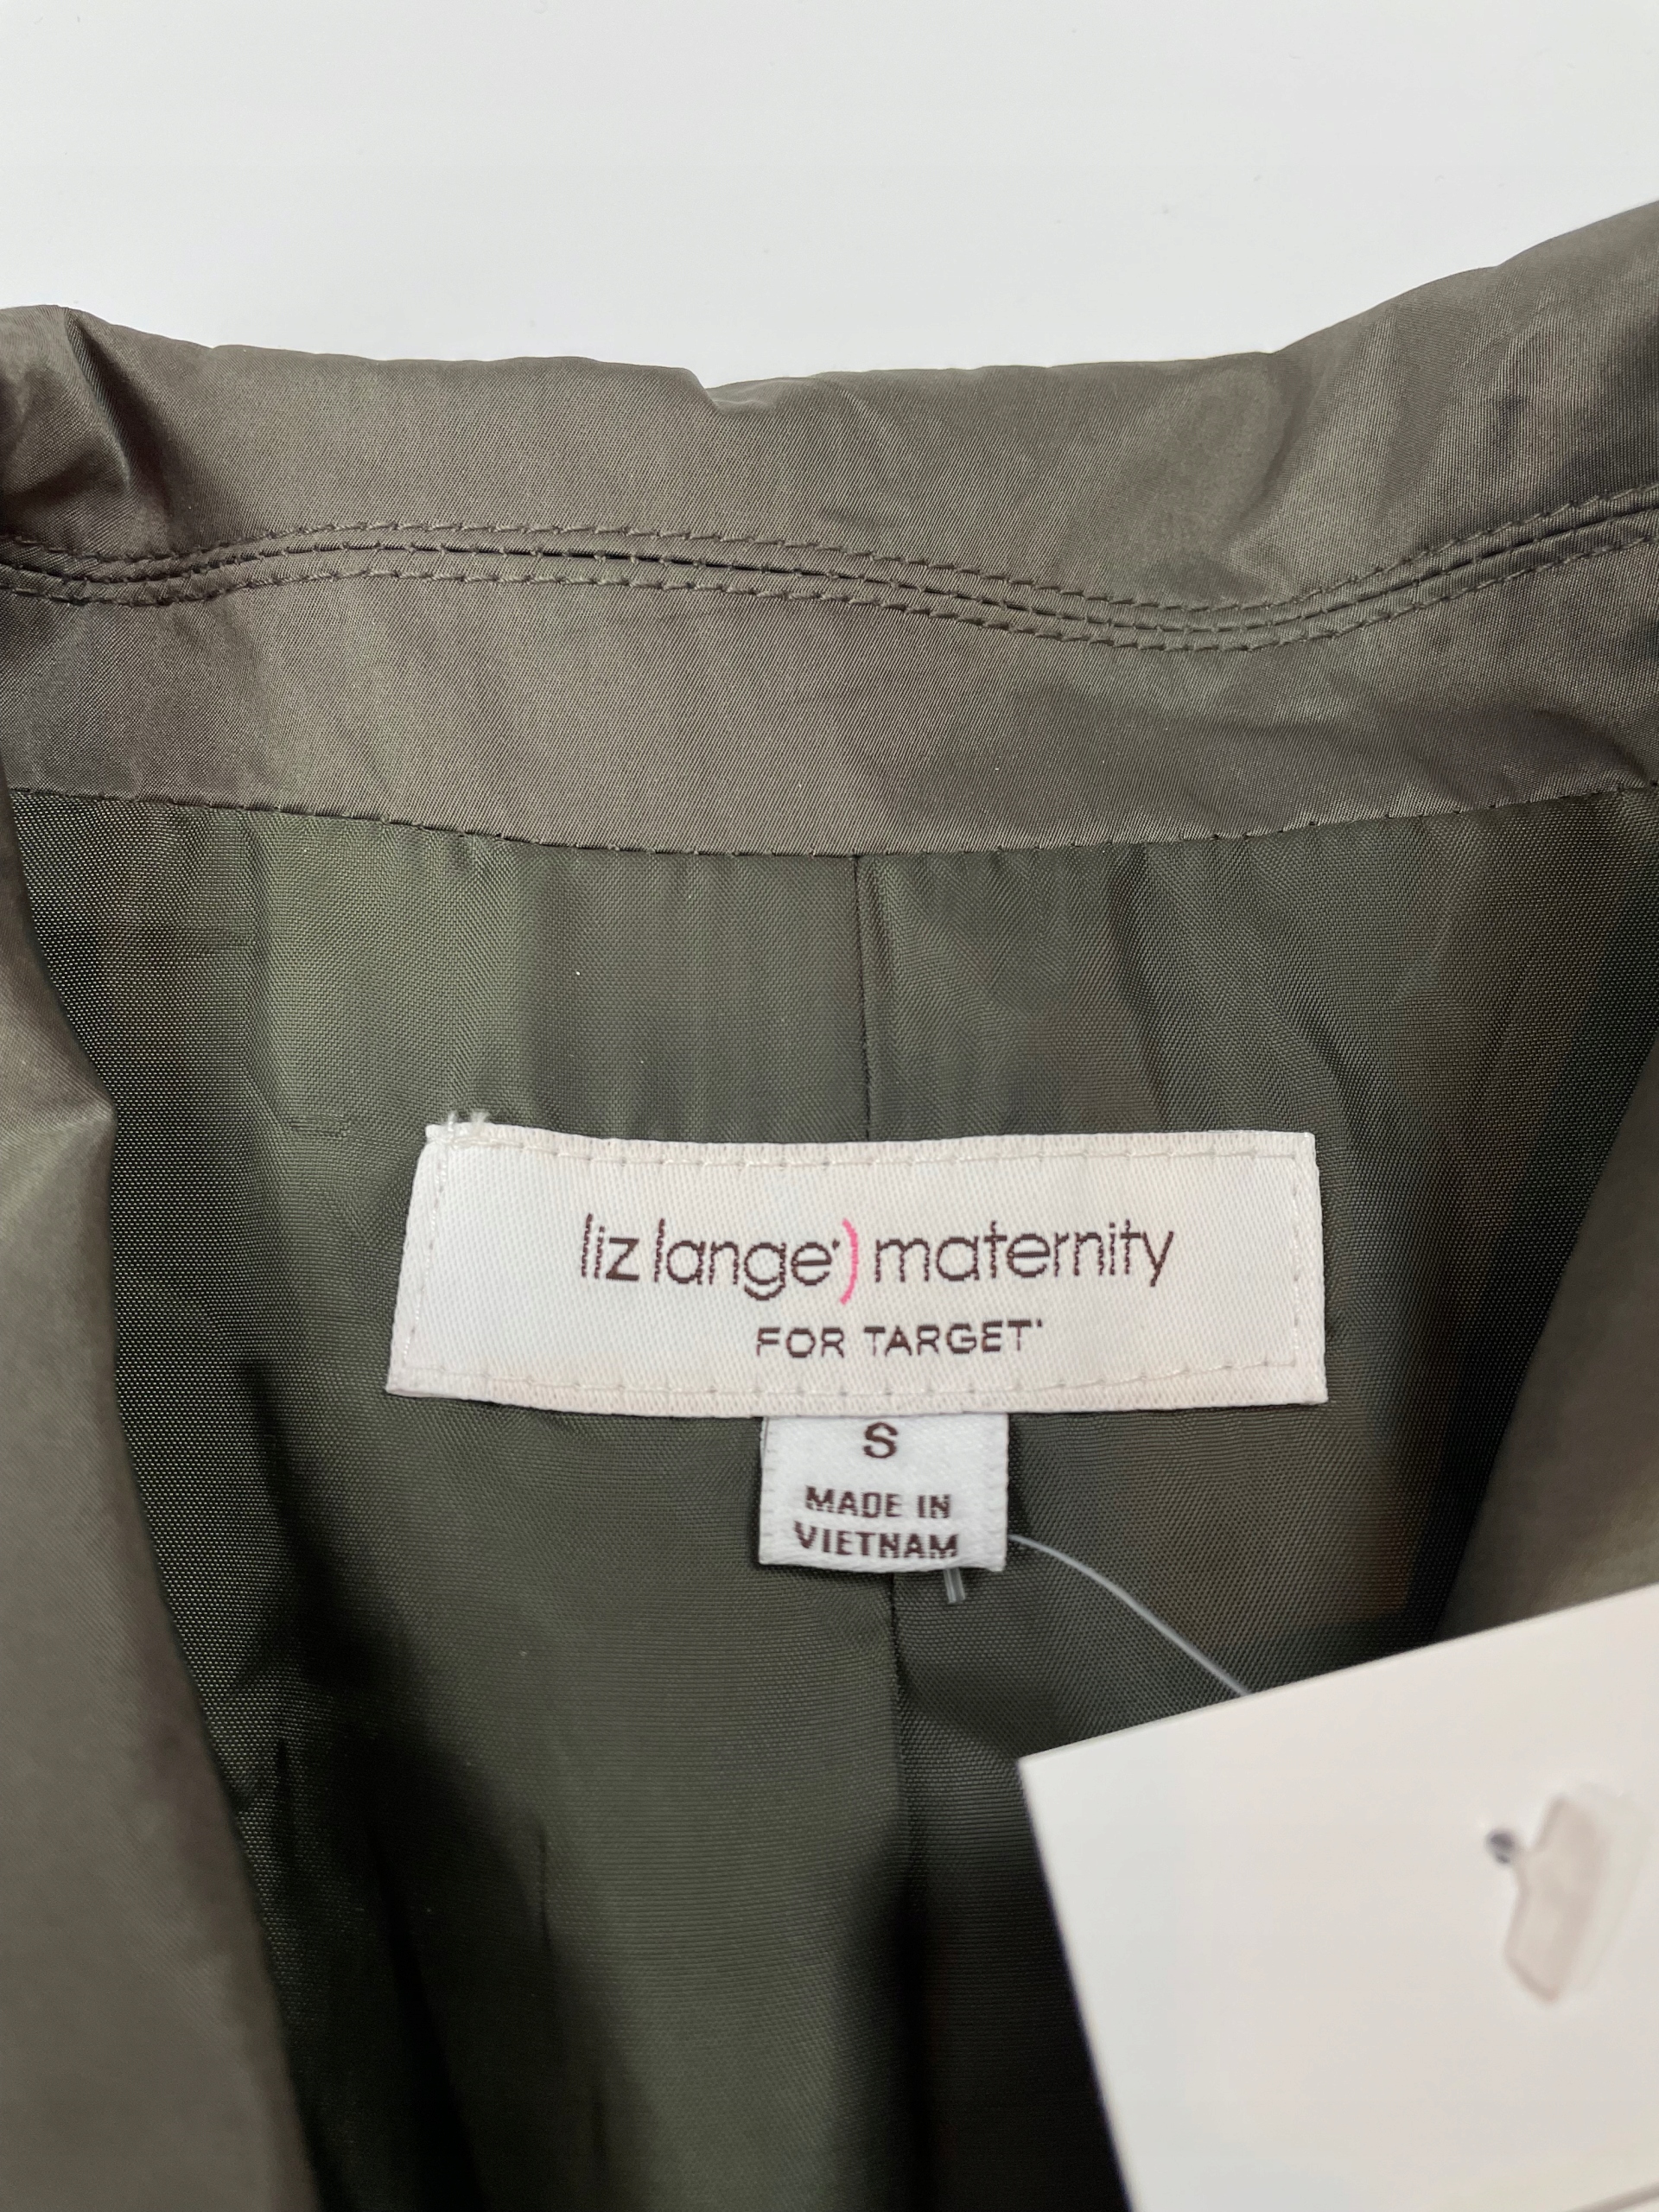 liz lange) maternity
FOR TARGET
S
MADE IN
VIETNAM